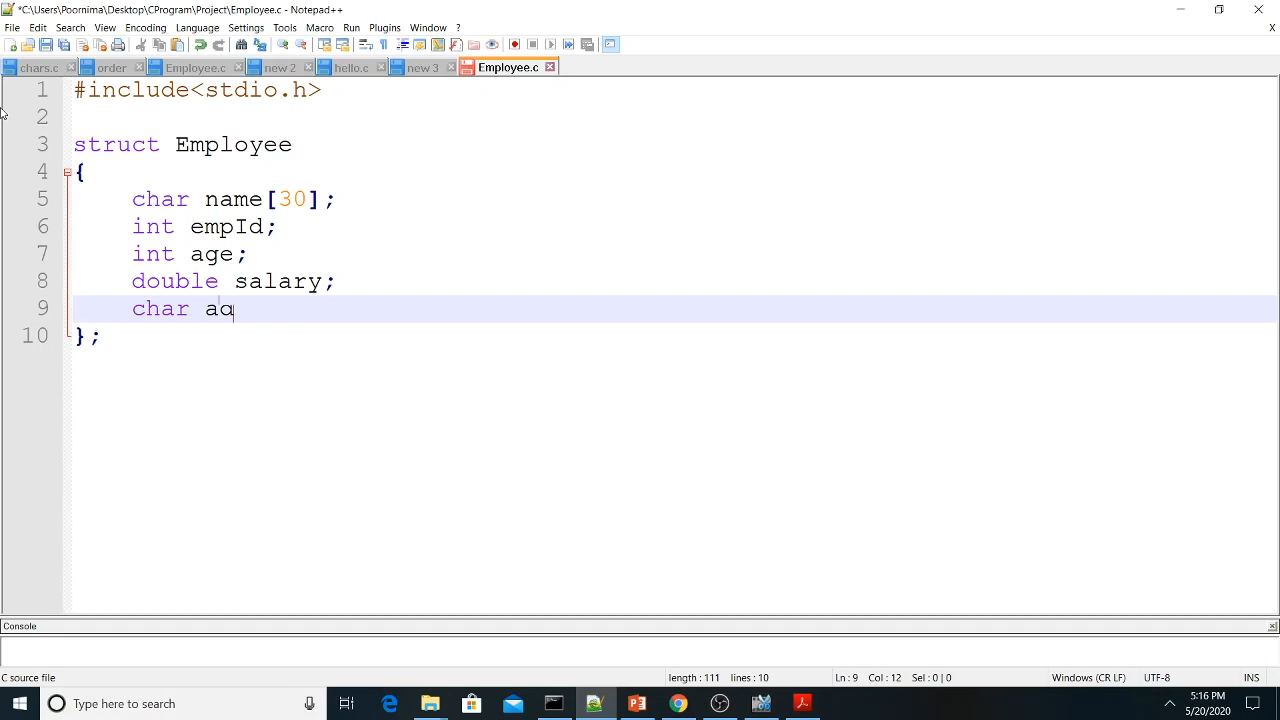 *C:\Users\Poornima\Desktop\CProgram\Project\Employee.c - Notepad++
File Edit Search View Encoding Language Settings Tools Macro Run Plugins Window ? X
chars.c order Employee.c new 2 hello.c new 3 Employee.c
1 #include<stdio.h>
2
3 struct Employee
4 {
5 char name[30];
6 int empId;
7 int age;
8 double salary;
9 char aq
10 };
Console
C source file length : 111 lines : 10 Ln : 9 Col : 12 Sel : 0 | 0 Windows (CR LF) UTF-8 INS
Type here to search
5:16 PM
5/20/2020